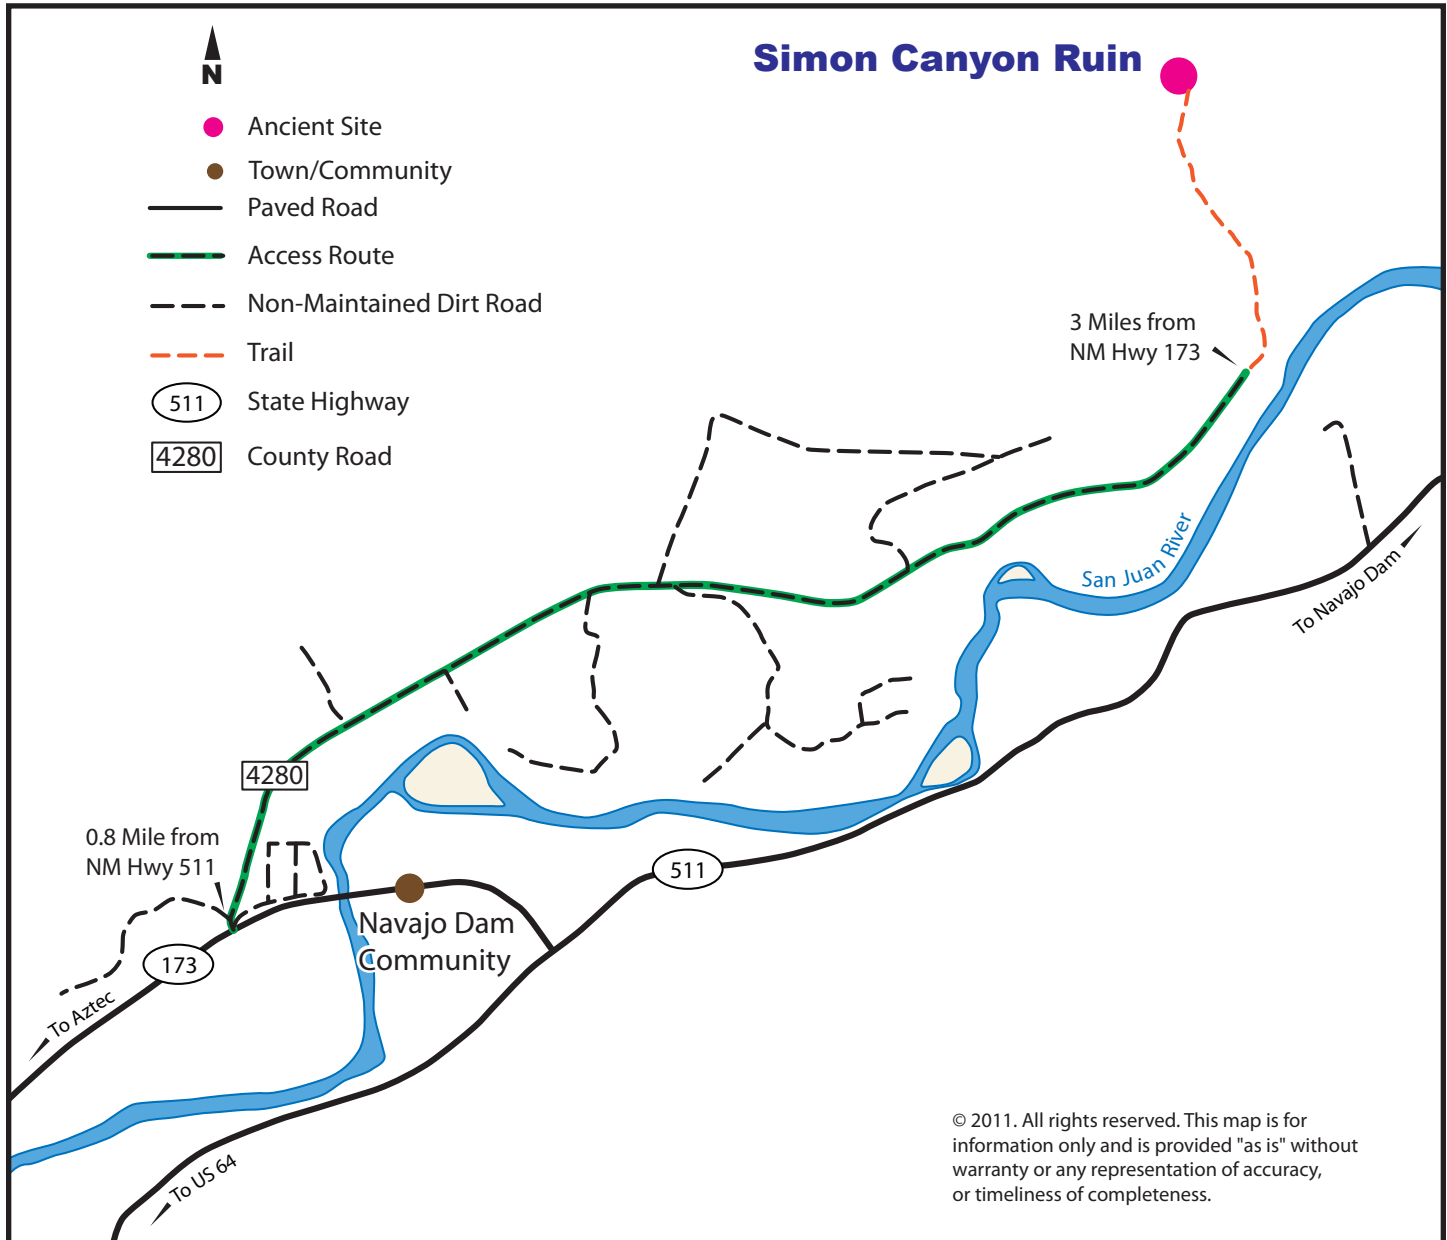 Simon Canyon Ruin
N
Ancient Site
Town/Community
Paved Road
Access Route
Non-Maintained Dirt Road
Trail
511
State Highway
4280
County Road
3 Miles from
NM Hwy 173
San Juan River
To Navajo Dam
4280
0.8 Mile from
NM Hwy 511
511
Navajo Dam
Community
173
To Aztec
To US 64
© 2011. All rights reserved. This map is for
information only and is provided "as is" without
warranty or any representation of accuracy,
or timeliness of completeness.